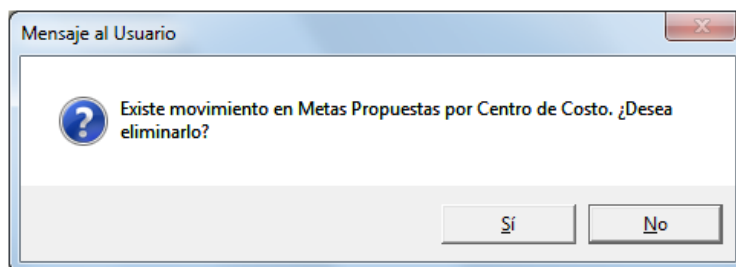 Mensaje al Usuario
Existe movimiento en Metas Propuestas por Centro de Costo. ¿Desea
eliminarlo?
Sí
No